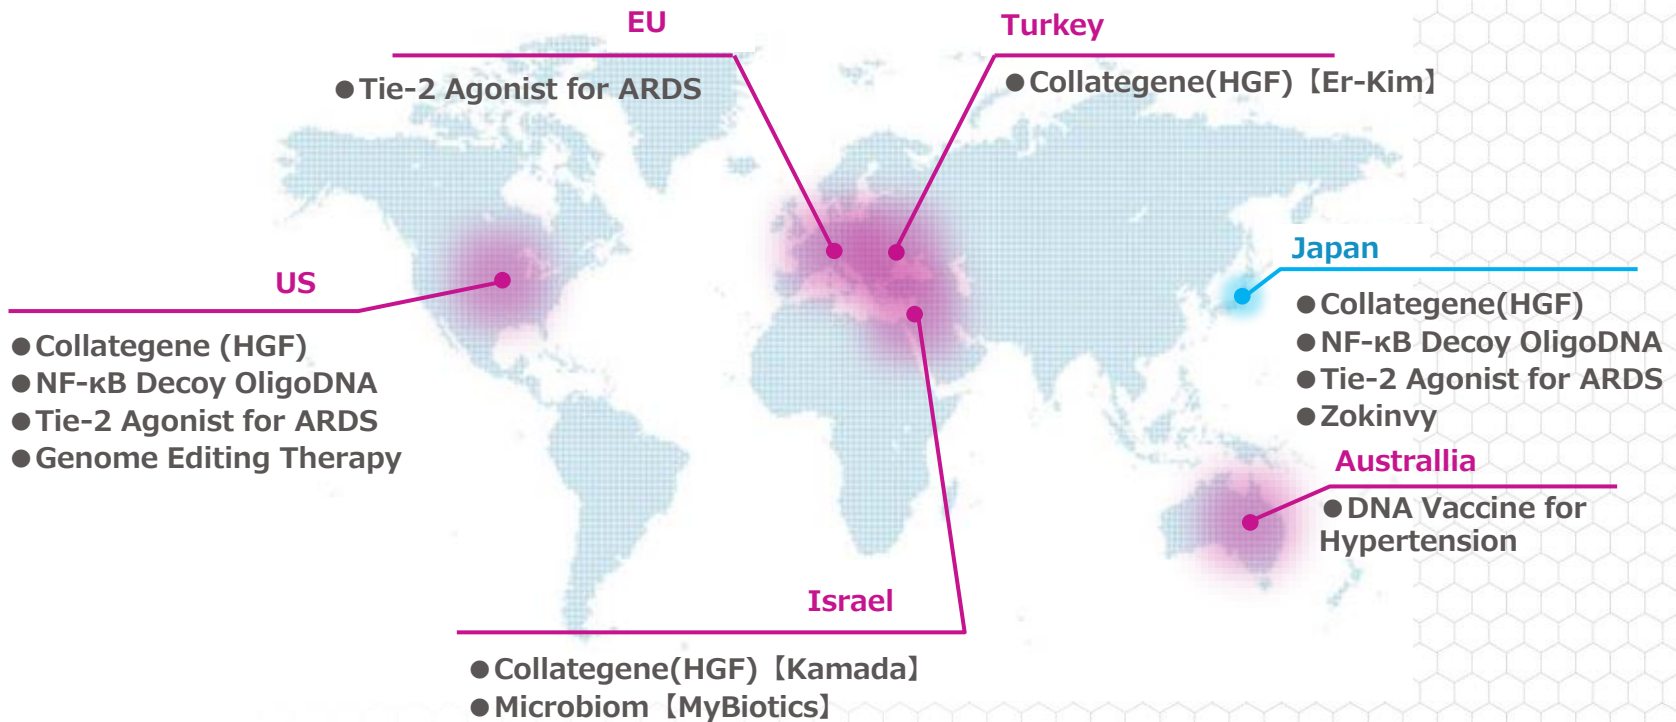 EU
●Tie-2 Agonist for ARDS
Turkey
●Collategene(HGF)【Er-Kim】
US
●Collategene (HGF)
●NF-κB Decoy OligoDNA
●Tie-2 Agonist for ARDS
●Genome Editing Therapy
Japan
●Collategene(HGF)
●NF-κB Decoy OligoDNA
●Tie-2 Agonist for ARDS
●Zokinvy
Australlia
●DNA Vaccine for
Hypertension
Israel
●Collategene(HGF)【Kamada】
●Microbiom【MyBiotics】